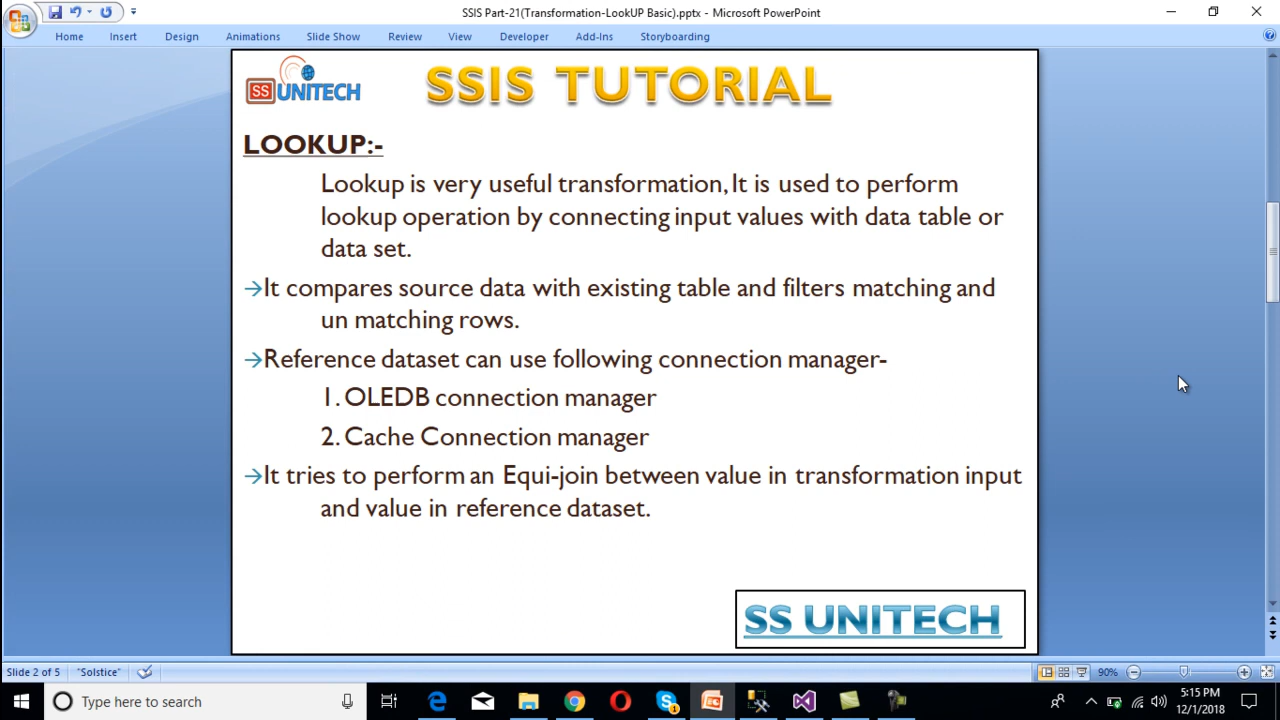 SSIS Part-21(Transformation-LookUP Basic).pptx - Microsoft PowerPoint
Home Insert Design Animations Slide Show Review View Developer Add-Ins Storyboarding
SS UNITECH
SSIS TUTORIAL
LOOKUP:-
Lookup is very useful transformation, It is used to perform
lookup operation by connecting input values with data table or
data set.
→It compares source data with existing table and filters matching and
un matching rows.
→Reference dataset can use following connection manager-
1. OLEDB connection manager
2. Cache Connection manager
→It tries to perform an Equi-join between value in transformation input
and value in reference dataset.
SS UNITECH
Slide 2 of 5 "Solstice" 90%
Type here to search
5:15 PM
12/1/2018